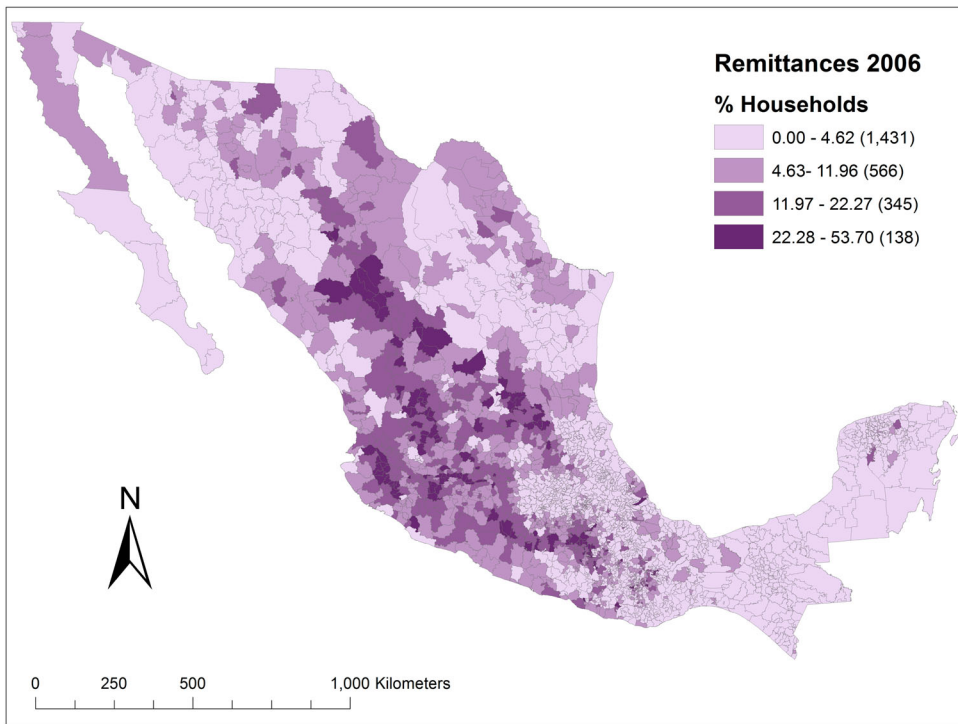 Remittances 2006
% Households
0.00 - 4.62 (1,431)
4.63- 11.96 (566)
11.97 - 22.27 (345)
22.28 - 53.70 (138)
N
0 250 500 1,000 Kilometers